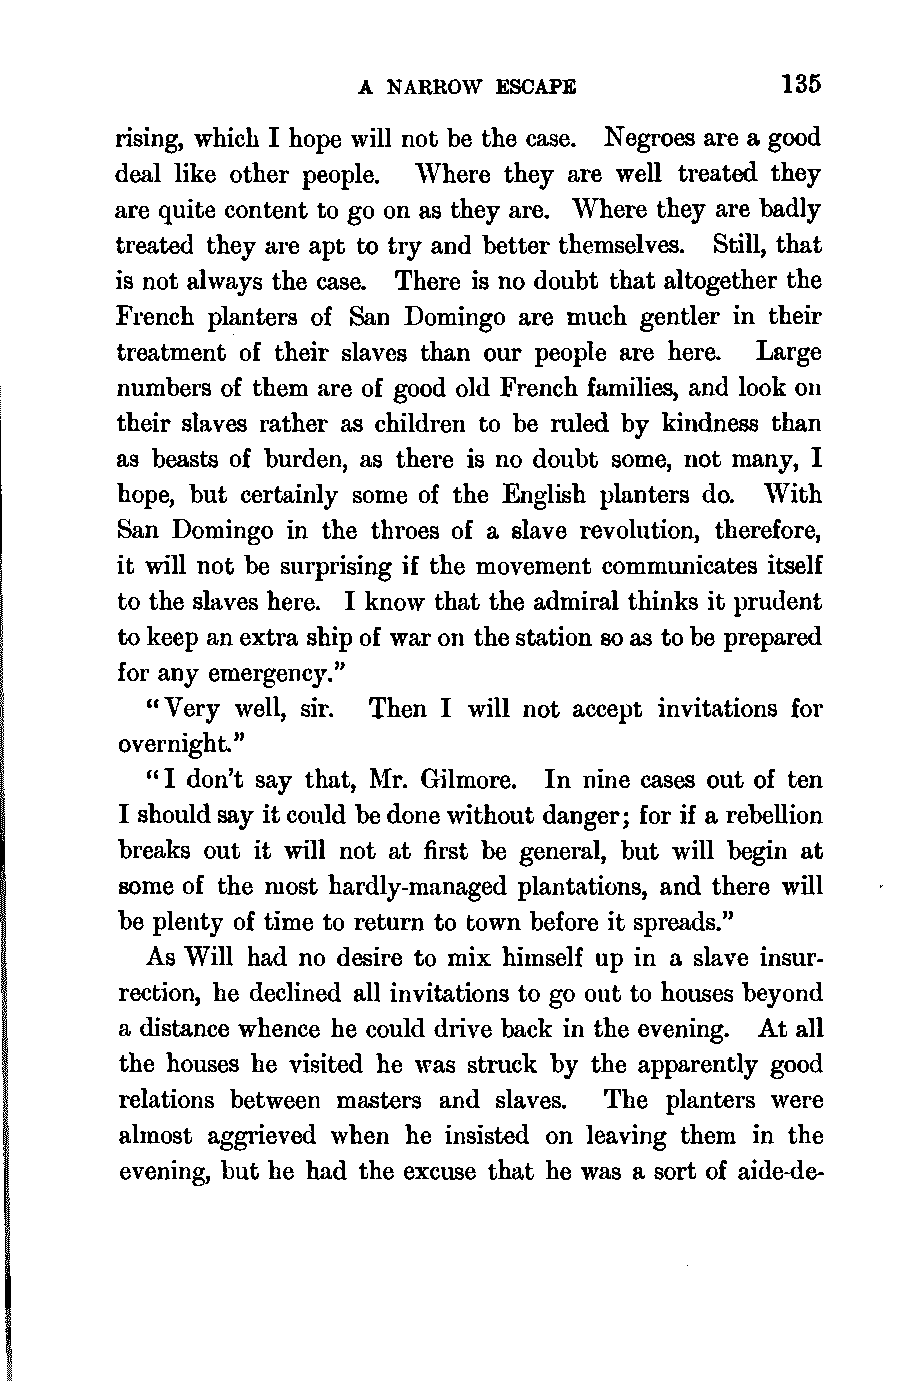 A NARROW ESCAPE 135
rising, which I hope will not be the case. Negroes are a good
deal like other people. Where they are well treated they
are quite content to go on as they are. Where they are badly
treated they are apt to try and better themselves. Still, that
is not always the case. There is no doubt that altogether the
French planters of San Domingo are much gentler in their
treatment of their slaves than our people are here. Large
numbers of them are of good old French families, and look on
their slaves rather as children to be ruled by kindness than
as beasts of burden, as there is no doubt some, not many, I
hope, but certainly some of the English planters do. With
San Domingo in the throes of a slave revolution, therefore,
it will not be surprising if the movement communicates itself
to the slaves here. I know that the admiral thinks it prudent
to keep an extra ship of war on the station so as to be prepared
for any emergency.”
“Very well, sir. Then I will not accept invitations for
overnight.”
“I don’t say that, Mr. Gilmore. In nine cases out of ten
I should say it could be done without danger; for if a rebellion
breaks out it will not at first be general, but will begin at
some of the most hardly-managed plantations, and there will
be plenty of time to return to town before it spreads.”
As Will had no desire to mix himself up in a slave insur-
rection, he declined all invitations to go out to houses beyond
a distance whence he could drive back in the evening. At all
the houses he visited he was struck by the apparently good
relations between masters and slaves. The planters were
almost aggrieved when he insisted on leaving them in the
evening, but he had the excuse that he was a sort of aide-de-